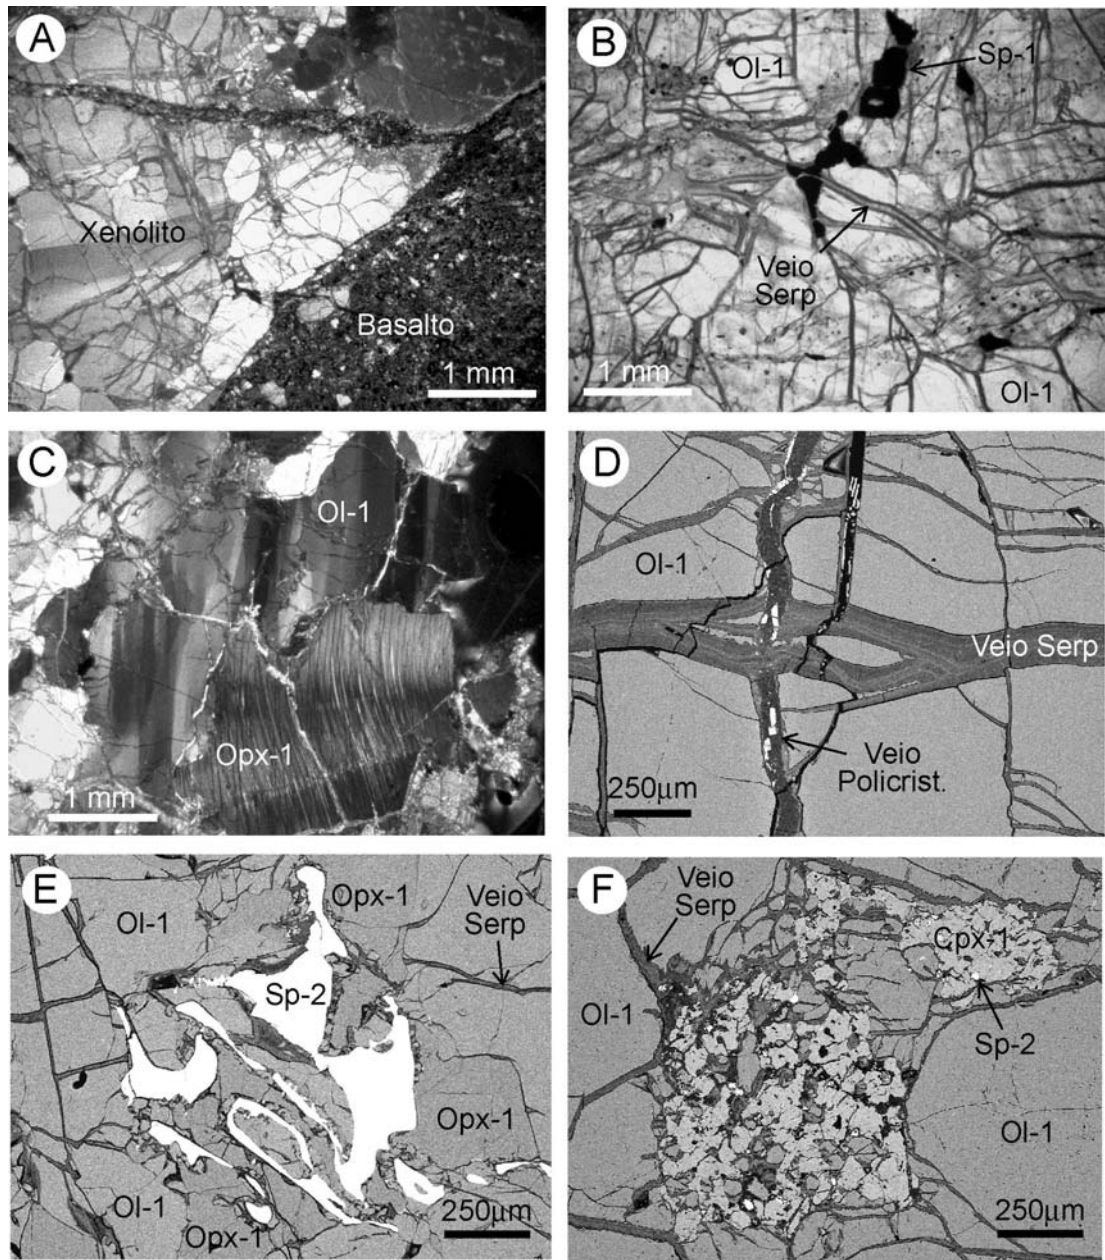 A
Xenólito
Basalto
1 mm
B
Ol-1
Sp-1
Veio
Serp
1 mm
Ol-1
C
Ol-1
Opx-1
1 mm
D
Ol-1
Veio Serp
Veio
Policrist.
250µm
E
Ol-1
Opx-1
Veio
Serp
Sp-2
Opx-1
Ol-1
Opx-1
250µm
F
Veio
Serp
Cpx-1
Ol-1
Sp-2
Ol-1
250µm